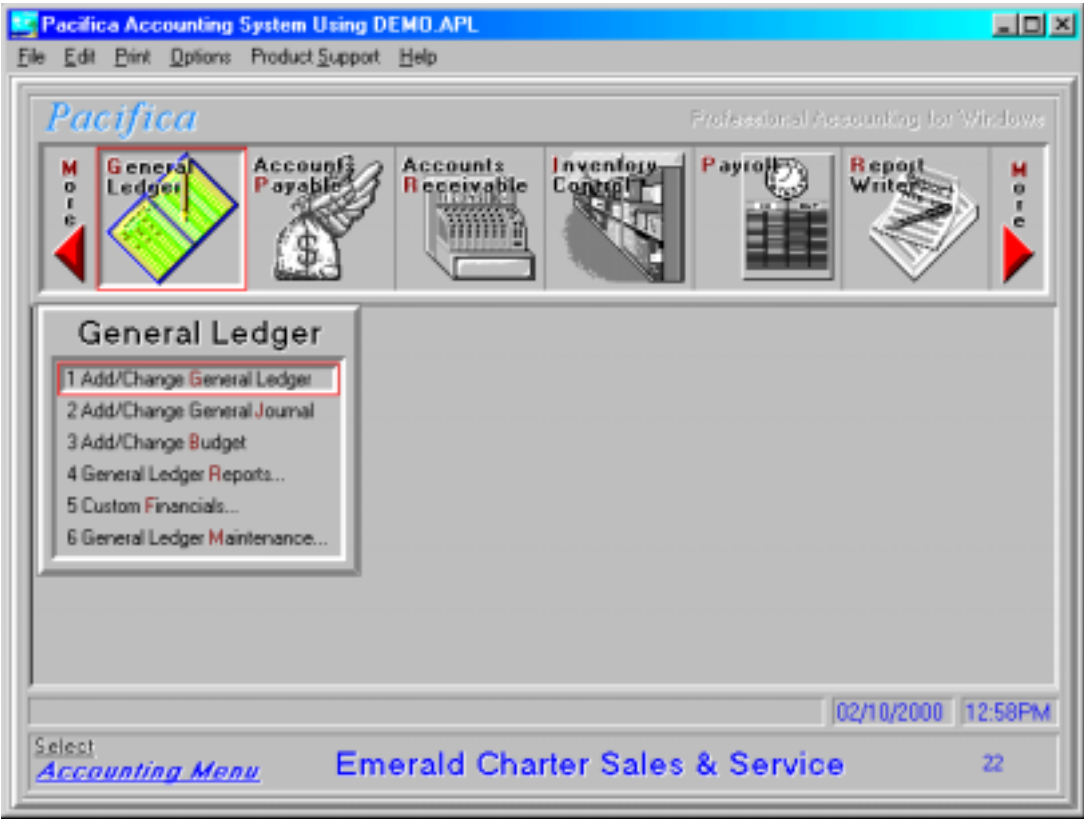 Pacifica Accounting System Using DEMO.APL
File Edit Print Options Product Support Help
Pacifica
Professional Accounting for Windows
More
General Ledger
Accounts Payable
Accounts Receivable
Inventory Control
Payroll
Report Writer
More
General Ledger
1 Add/Change General Ledger
2 Add/Change General Journal
3 Add/Change Budget
4 General Ledger Reports...
5 Custom Financials...
6 General Ledger Maintenance...
02/10/2000 12:58PM
Select
Accounting Menu
Emerald Charter Sales & Service
22